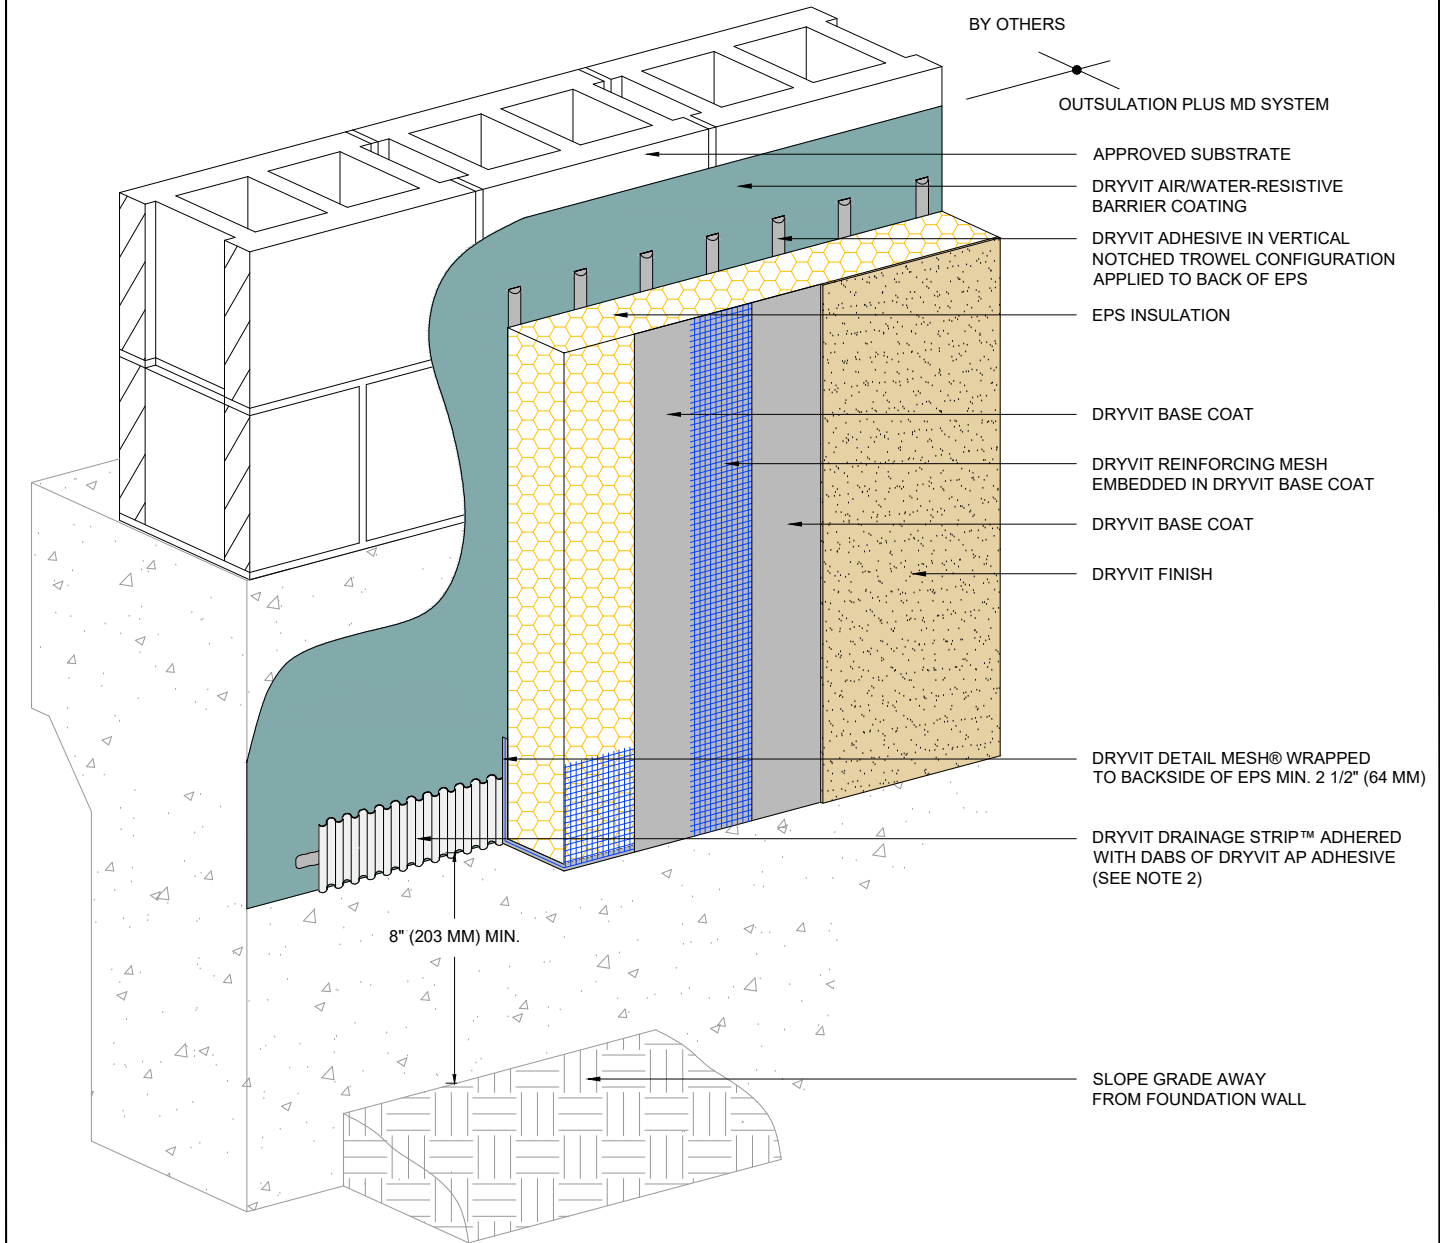 BY OTHERS
OUTSULATION PLUS MD SYSTEM
APPROVED SUBSTRATE
DRYVIT AIR/WATER-RESISTIVE
BARRIER COATING
DRYVIT ADHESIVE IN VERTICAL
NOTCHED TROWEL CONFIGURATION
APPLIED TO BACK OF EPS
EPS INSULATION
DRYVIT BASE COAT
DRYVIT REINFORCING MESH
EMBEDDED IN DRYVIT BASE COAT
DRYVIT BASE COAT
DRYVIT FINISH
DRYVIT DETAIL MESH® WRAPPED
TO BACKSIDE OF EPS MIN. 2 1/2" (64 MM)
DRYVIT DRAINAGE STRIP™ ADHERED
WITH DABS OF DRYVIT AP ADHESIVE
(SEE NOTE 2)
8" (203 MM) MIN.
SLOPE GRADE AWAY
FROM FOUNDATION WALL